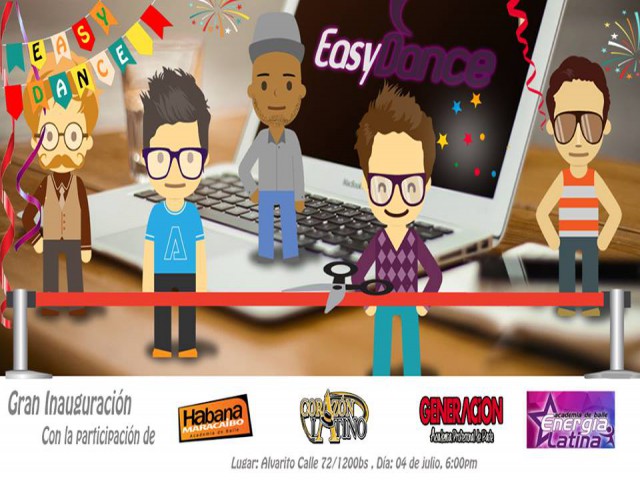 EASY
DANCE
EasyDance
A
Gran Inauguración
Con la participación de
Habana
MARACAIBO
Academia de Baile
CORAZÓN
LATINO
GENERACION
Academia Profesional de Baile
academia de baile
Energía
Latina
Lugar: Alvarito Calle 72/1200bs , Día: 04 de julio, 6:00pm